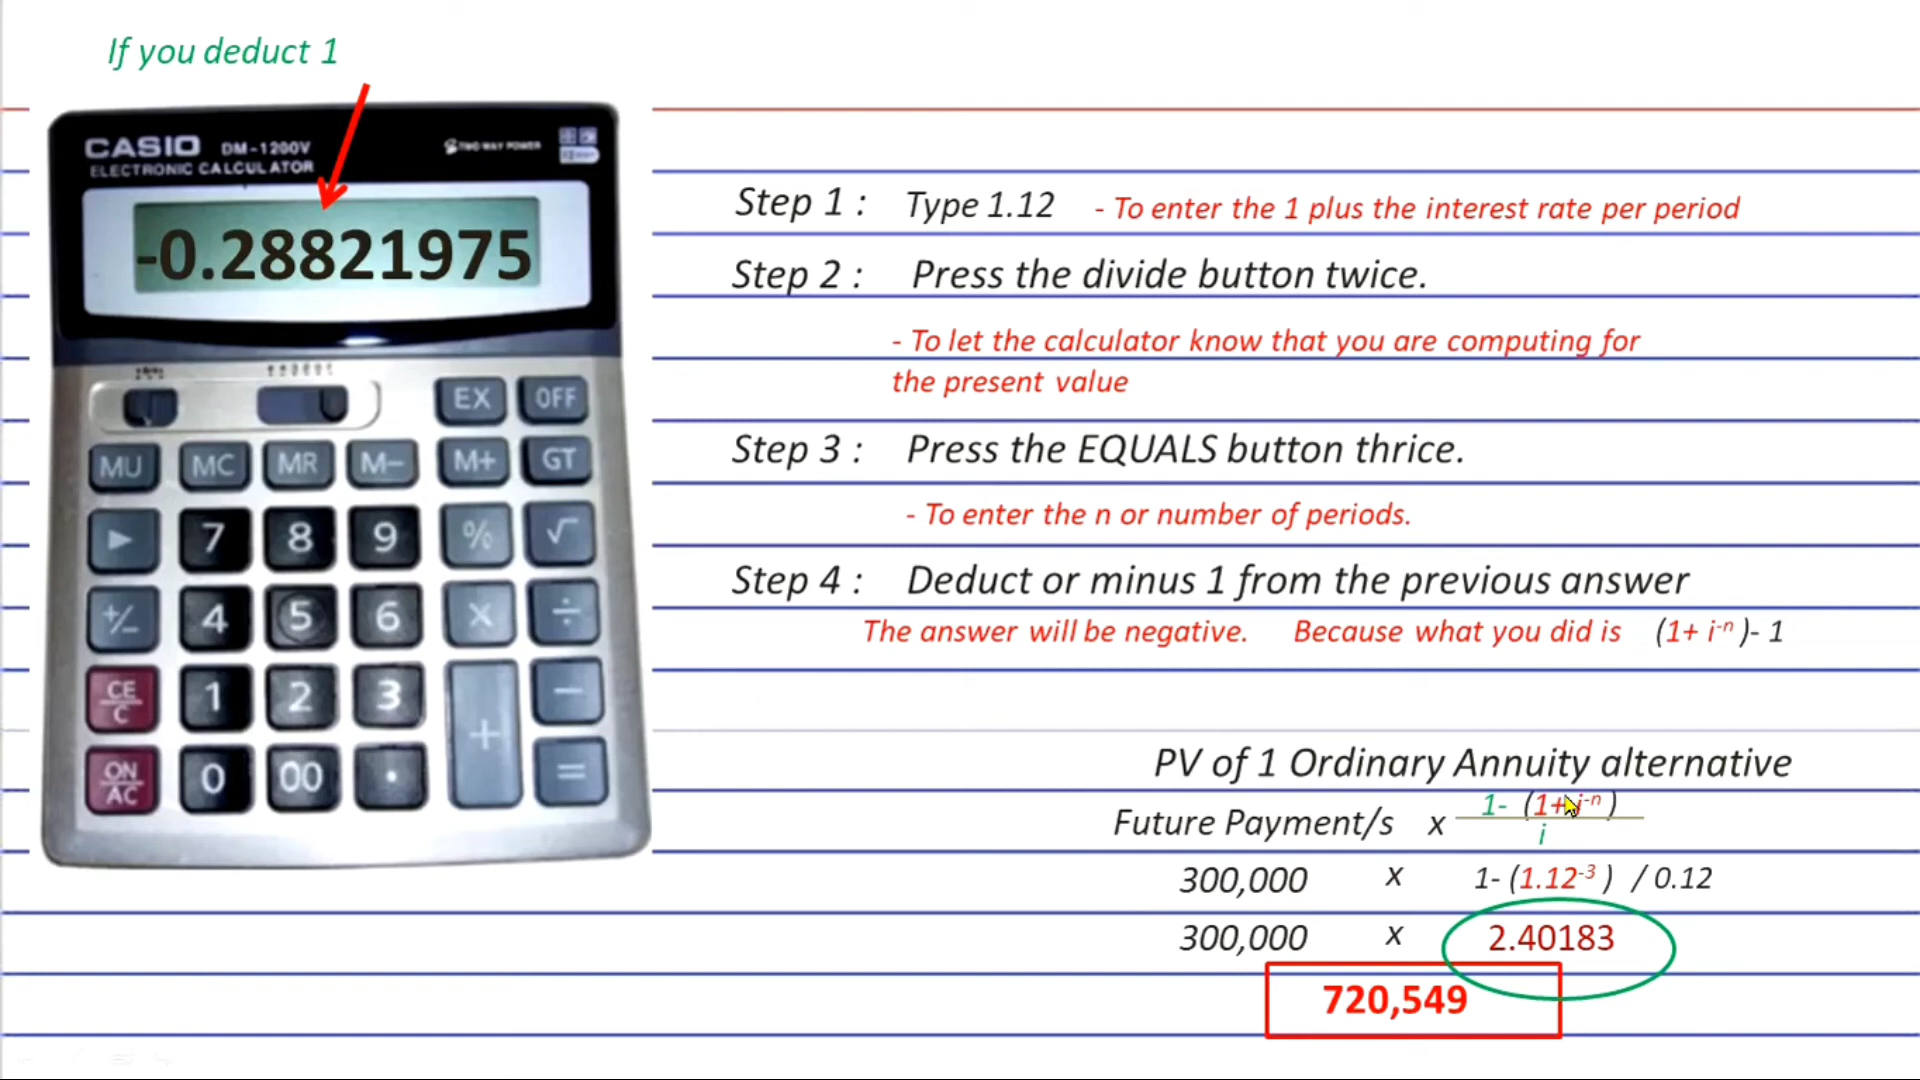 If you deduct 1
CASIO DM-1200V TWO WAY POWER
ELECTRONIC CALCULATOR
-0.28821975
EX OFF
MU MC MR M− M+ GT
▶ 7 8 9 % √
+/− 4 5 6 X ÷
CE/C 1 2 3 + −
ON/AC 0 00 · =
Step 1 : Type 1.12 - To enter the 1 plus the interest rate per period
Step 2 : Press the divide button twice.
- To let the calculator know that you are computing for
the present value
Step 3 : Press the EQUALS button thrice.
- To enter the n or number of periods.
Step 4 : Deduct or minus 1 from the previous answer
The answer will be negative. Because what you did is (1+ i⁻ⁿ )- 1
PV of 1 Ordinary Annuity alternative
Future Payment/s x 1- (1+ i⁻ⁿ )
i
300,000 x 1- (1.12⁻³ ) / 0.12
300,000 x 2.40183
720,549